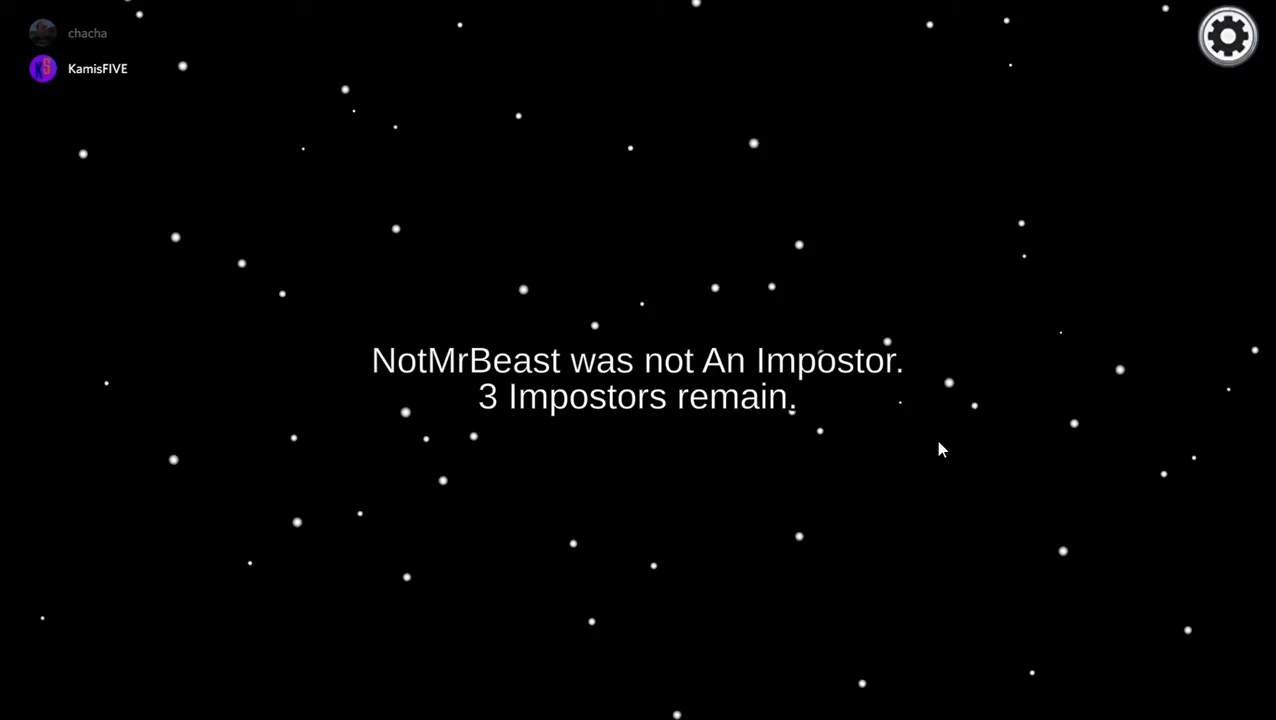 chacha
KamisFIVE
NotMrBeast was not An Impostor.
3 Impostors remain.